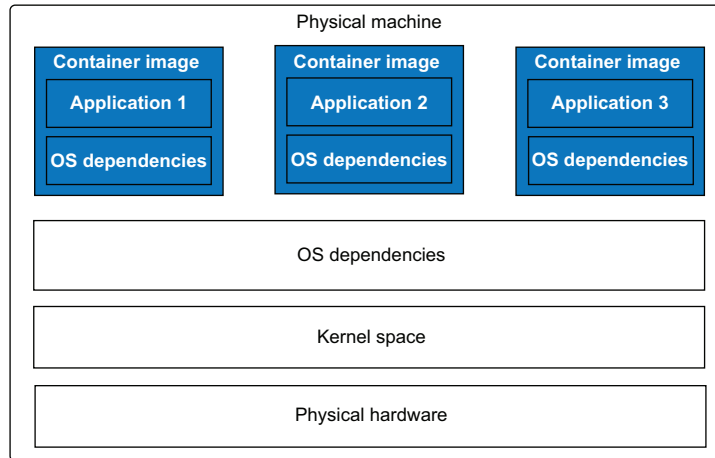 Physical machine
Container image
Application 1
OS dependencies
Container image
Application 2
OS dependencies
Container image
Application 3
OS dependencies
OS dependencies
Kernel space
Physical hardware